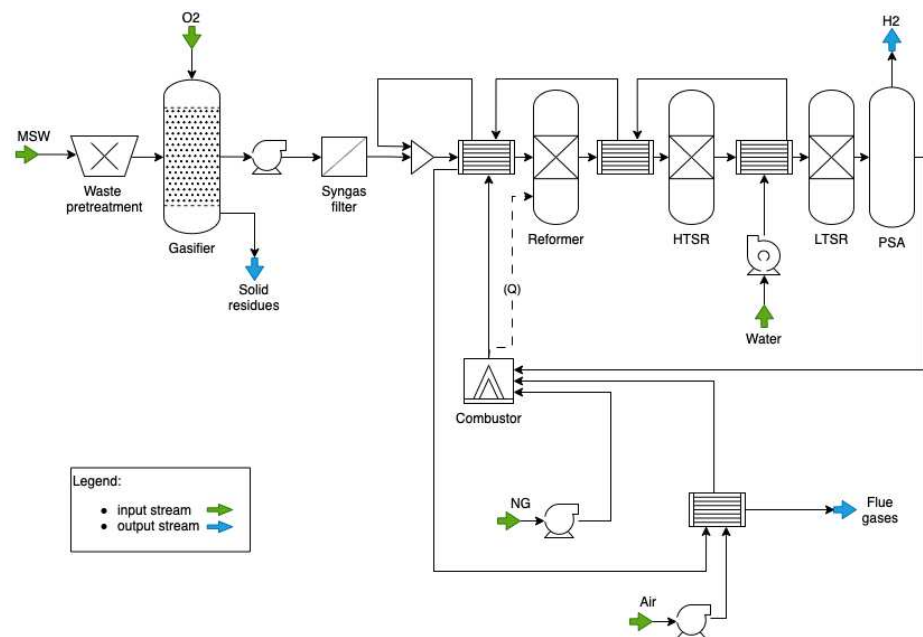 O2
H2
MSW
Waste
pretreatment
Gasifier
Syngas
filter
Reformer
HTSR
LTSR
PSA
Solid
residues
(Q)
Water
Combustor
Legend:
input stream
output stream
NG
Flue
gases
Air